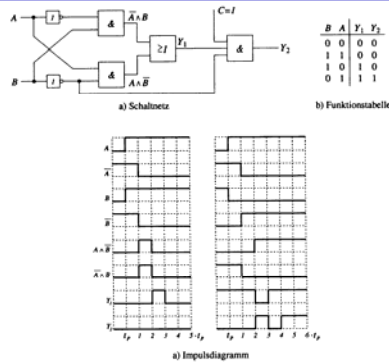 A
1
&
Ā∧B
C=1
B
1
&
A∧B̄
≥1
Y₁
&
Y₂
a) Schaltnetz
B A Y₁ Y₂
0 0 0 0
1 1 0 0
1 0 1 0
0 1 1 1
b) Funktionstabelle
A
Ā
B
B̄
A∧B̄
Ā∧B
Y₁
Y₂
tₚ 1 2 3 4 5·tₚ
tₚ 1 2 3 4 5 6·tₚ
a) Impulsdiagramm